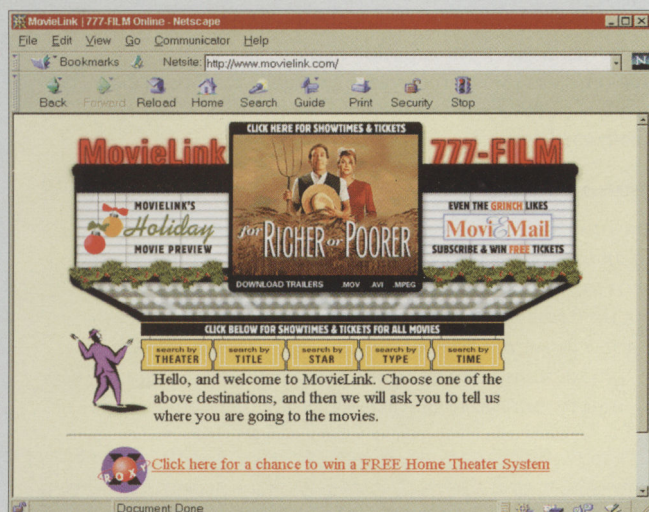 MovieLink | 777-FILM Online - Netscape
File Edit View Go Communicator Help
Bookmarks Netsite: http://www.movielink.com/
N
Back Forward Reload Home Search Guide Print Security Stop
CLICK HERE FOR SHOWTIMES & TICKETS
MovieLink 777-FILM
MOVIELINK'S
Holiday
MOVIE PREVIEW
for RICHER or POORER
EVEN THE GRINCH LIKES
Movi&Mail
SUBSCRIBE & WIN FREE TICKETS
DOWNLOAD TRAILERS .MOV .AVI .MPEG
CLICK BELOW FOR SHOWTIMES & TICKETS FOR ALL MOVIES
search by THEATER
search by TITLE
search by STAR
search by TYPE
search by TIME
Hello, and welcome to MovieLink. Choose one of the
above destinations, and then we will ask you to tell us
where you are going to the movies.
ROXY
Click here for a chance to win a FREE Home Theater System
Document Done